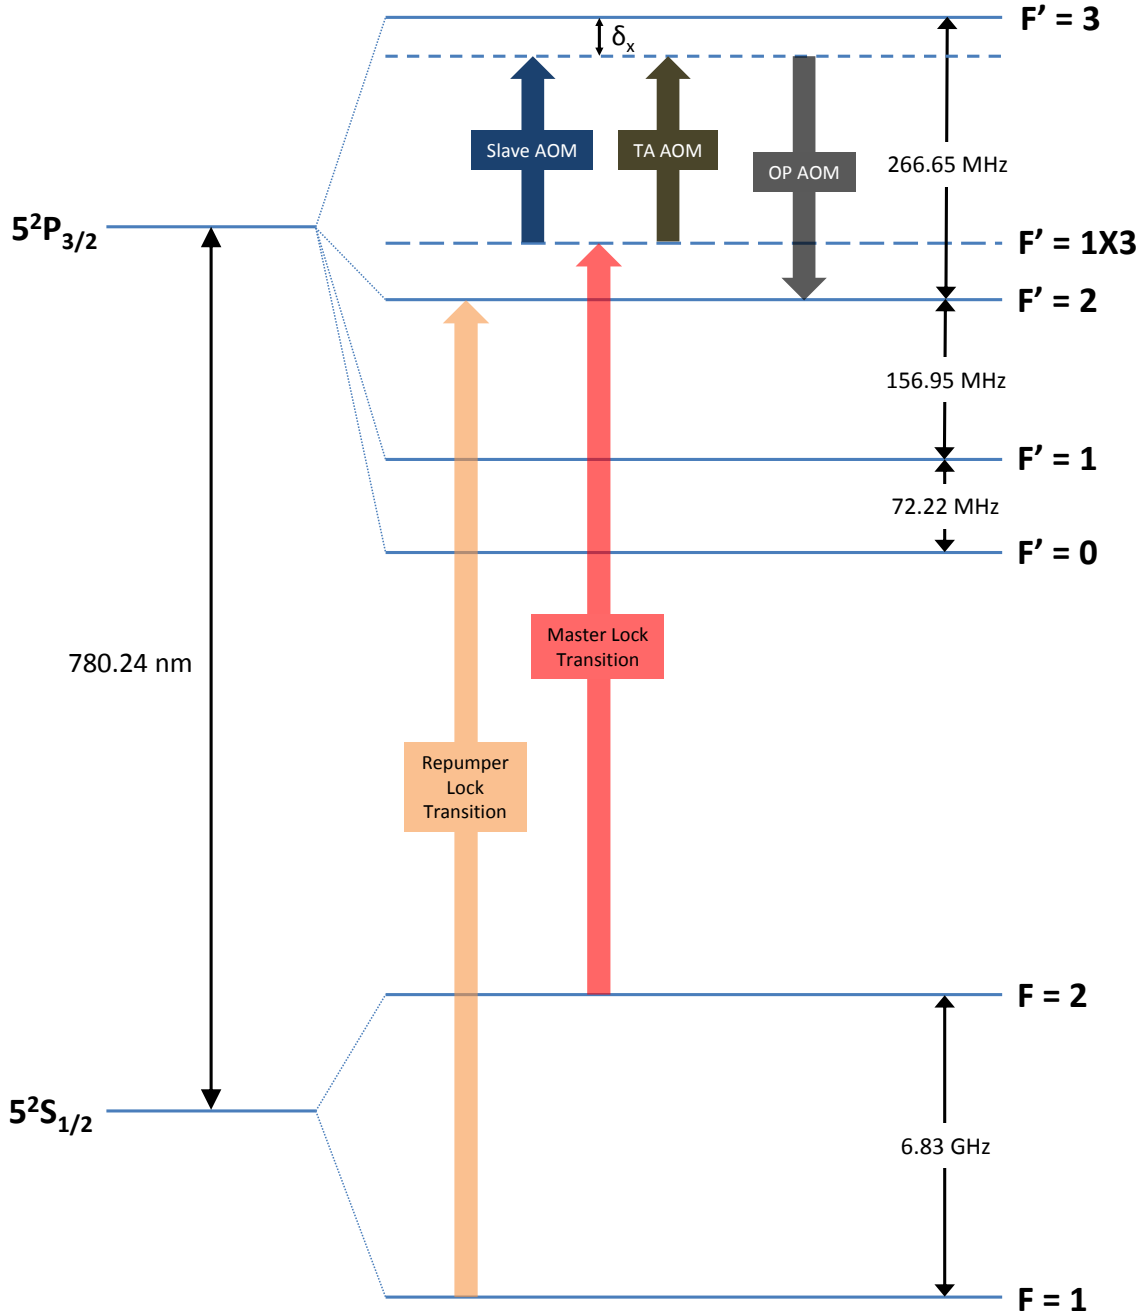 F’ = 3
δₓ
Slave AOM
TA AOM
OP AOM
266.65 MHz
5²P₃/₂
F’ = 1X3
F’ = 2
156.95 MHz
F’ = 1
72.22 MHz
F’ = 0
Master Lock
Transition
780.24 nm
Repumper
Lock
Transition
F = 2
5²S₁/₂
6.83 GHz
F = 1